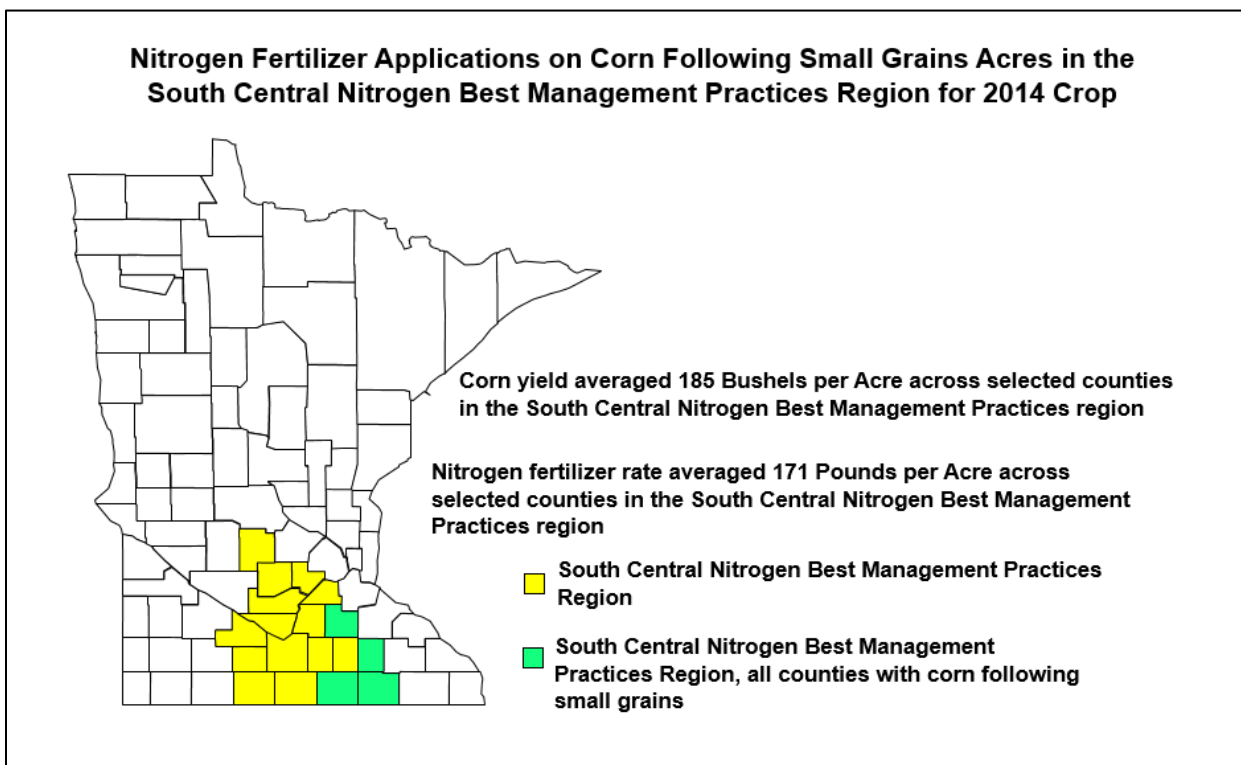 Nitrogen Fertilizer Applications on Corn Following Small Grains Acres in the
South Central Nitrogen Best Management Practices Region for 2014 Crop
Corn yield averaged 185 Bushels per Acre across selected counties
in the South Central Nitrogen Best Management Practices region
Nitrogen fertilizer rate averaged 171 Pounds per Acre across
selected counties in the South Central Nitrogen Best Management
Practices region
South Central Nitrogen Best Management Practices
Region
South Central Nitrogen Best Management
Practices Region, all counties with corn following
small grains